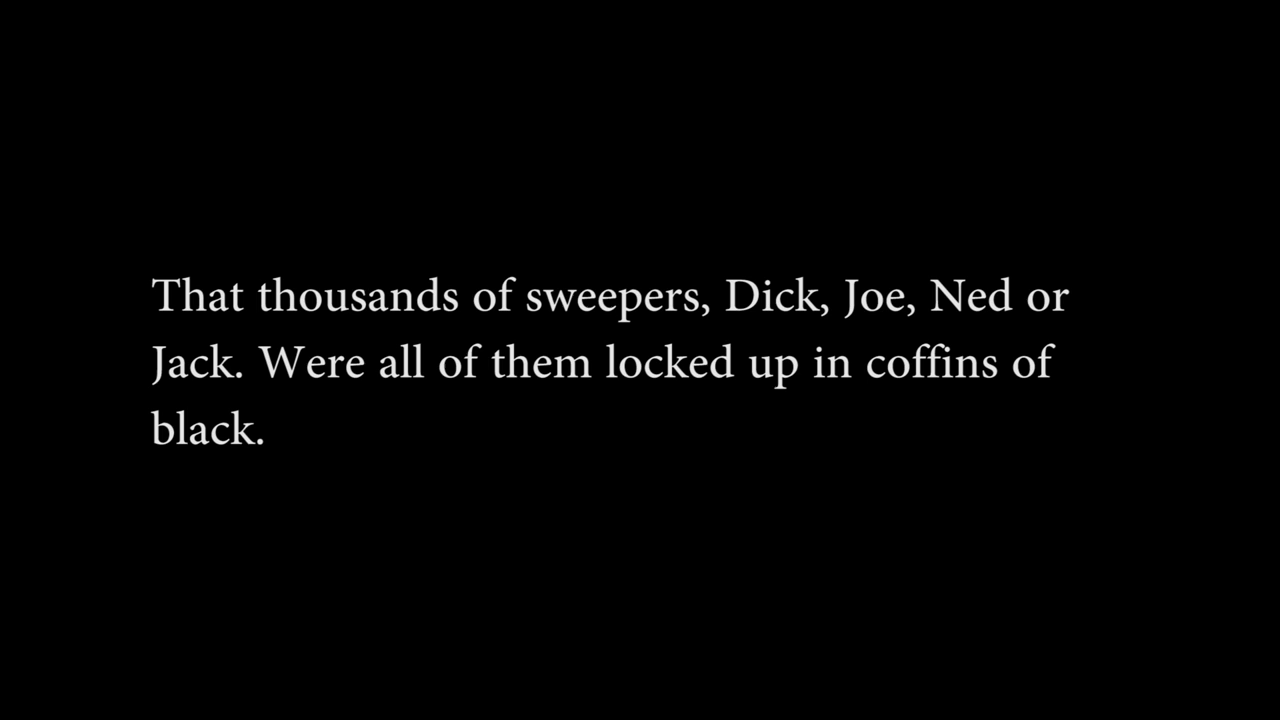 That thousands of sweepers, Dick, Joe, Ned or
Jack. Were all of them locked up in coffins of
black.